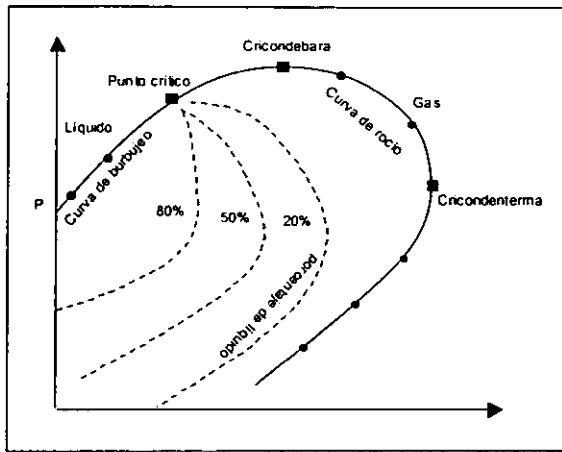 Cricondebara
Punto crítico
Gas
Líquido
Curva de rocío
Curva de burbujeo
P
Cricondenterma
80%
50%
20%
porcentaje de líquido